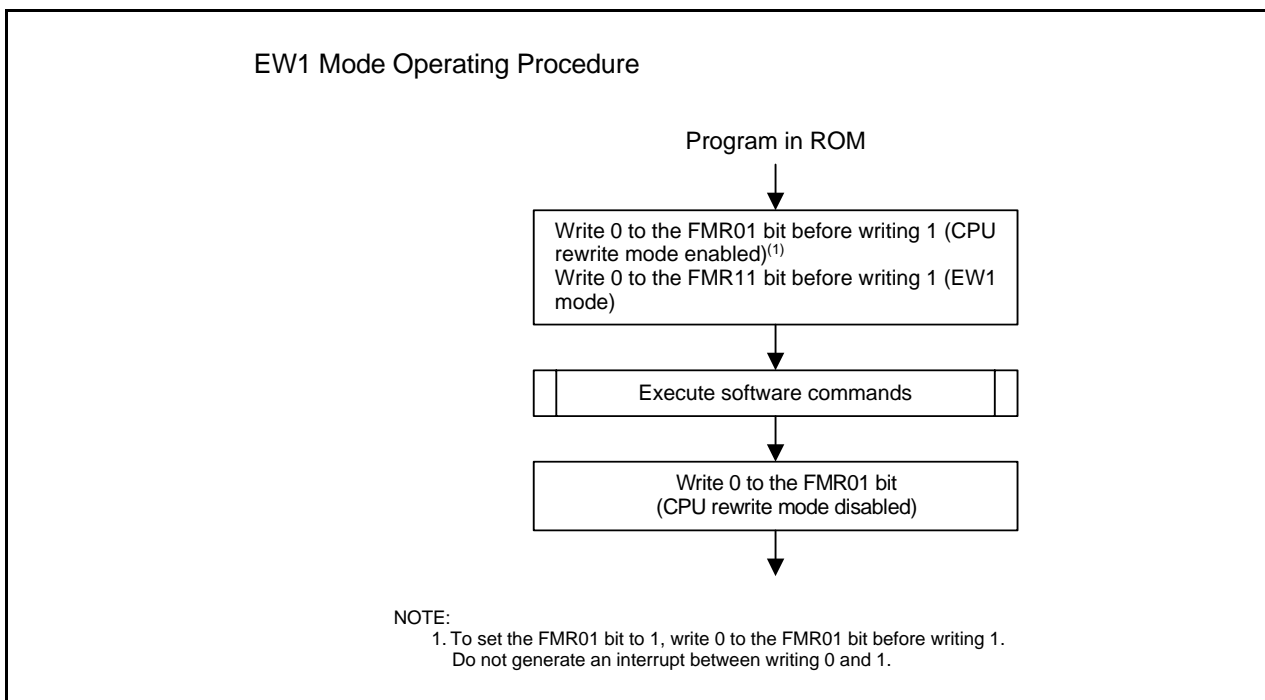 EW1 Mode Operating Procedure
Program in ROM
Write 0 to the FMR01 bit before writing 1 (CPU
rewrite mode enabled)(1)
Write 0 to the FMR11 bit before writing 1 (EW1
mode)
Execute software commands
Write 0 to the FMR01 bit
(CPU rewrite mode disabled)
NOTE:
1. To set the FMR01 bit to 1, write 0 to the FMR01 bit before writing 1.
Do not generate an interrupt between writing 0 and 1.